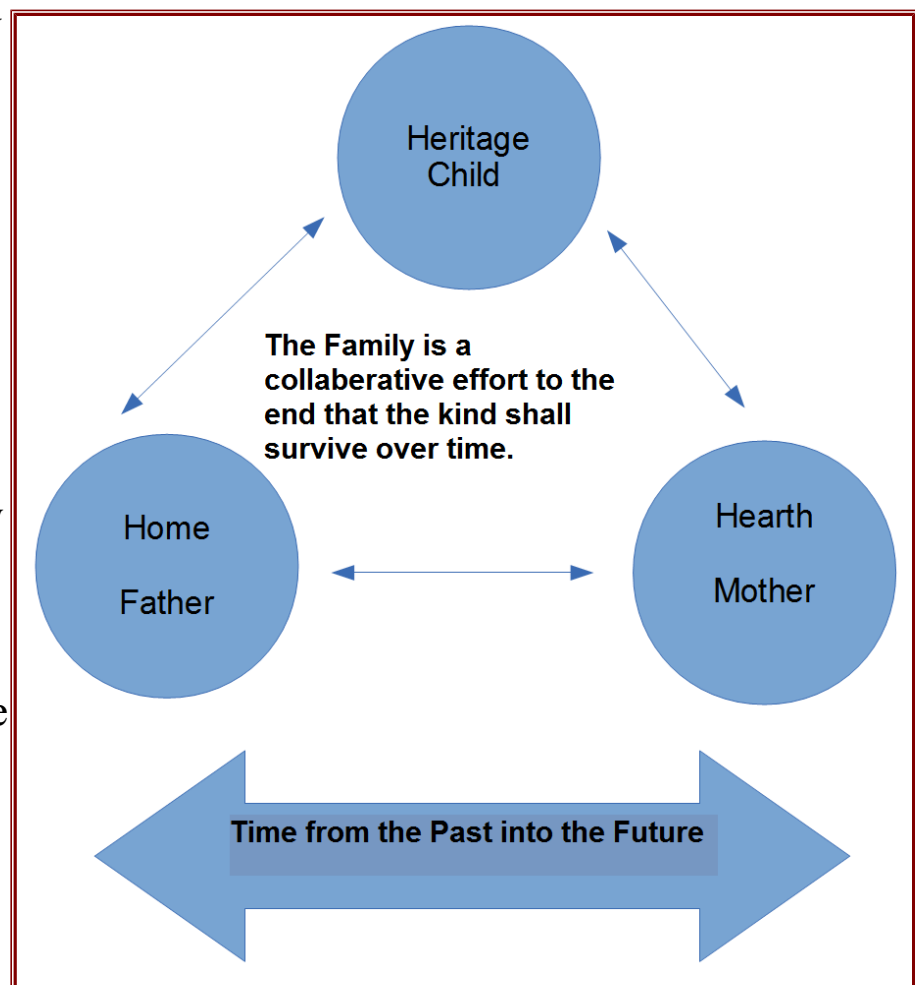 Heritage
Child
The Family is a
collaberative effort to the
end that the kind shall
survive over time.
Home
Father
Hearth
Mother
Time from the Past into the Future